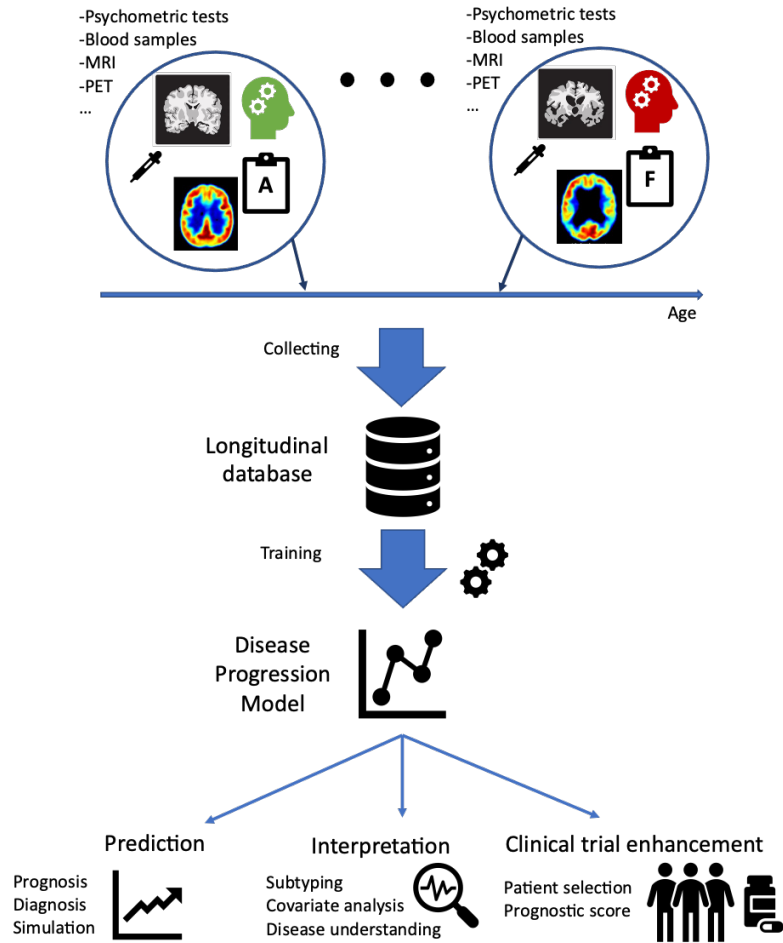 -Psychometric tests
-Blood samples
-MRI
-PET
...
A
-Psychometric tests
-Blood samples
-MRI
-PET
...
F
Age
Collecting
Longitudinal
database
Training
Disease
Progression
Model
Prediction
Prognosis
Diagnosis
Simulation
Interpretation
Subtyping
Covariate analysis
Disease understanding
Clinical trial enhancement
Patient selection
Prognostic score